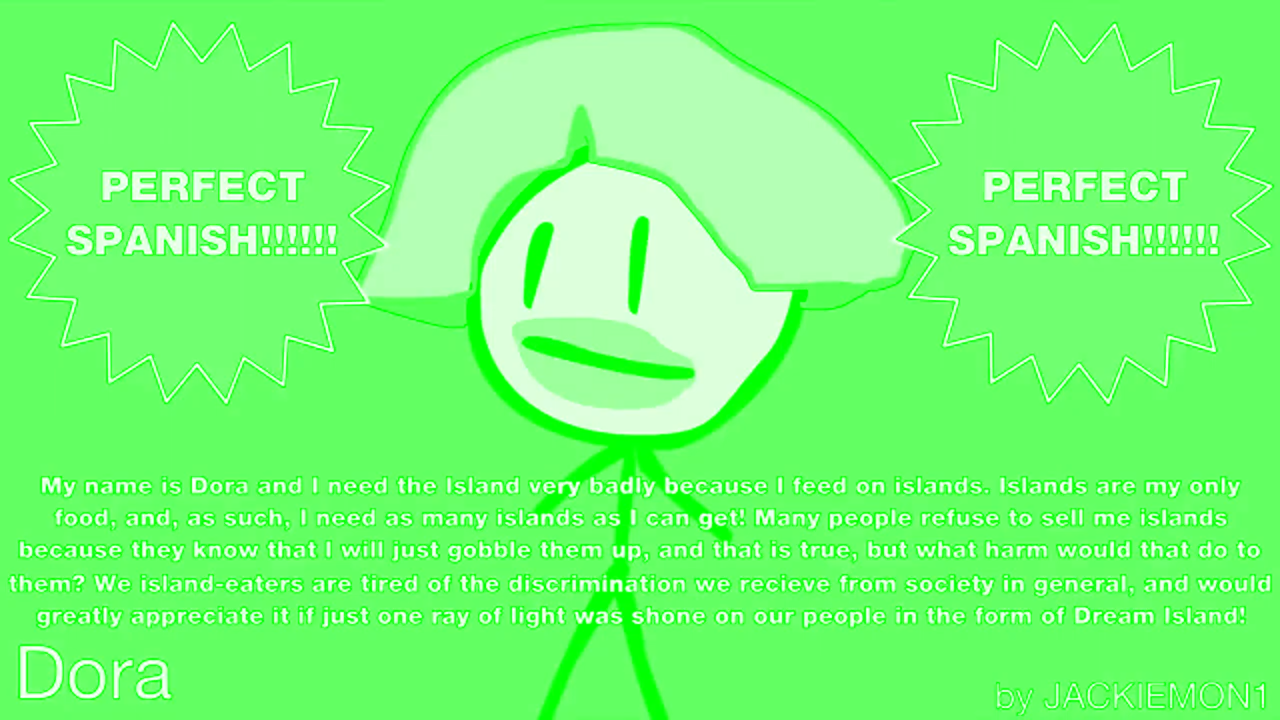 PERFECT
SPANISH!!!!!!
PERFECT
SPANISH!!!!!!
My name is Dora and I need the Island very badly because I feed on islands. Islands are my only
food, and, as such, I need as many islands as I can get! Many people refuse to sell me islands
because they know that I will just gobble them up, and that is true, but what harm would that do to
them? We island-eaters are tired of the discrimination we recieve from society in general, and would
greatly appreciate it if just one ray of light was shone on our people in the form of Dream Island!
Dora
by JACKIEMON1